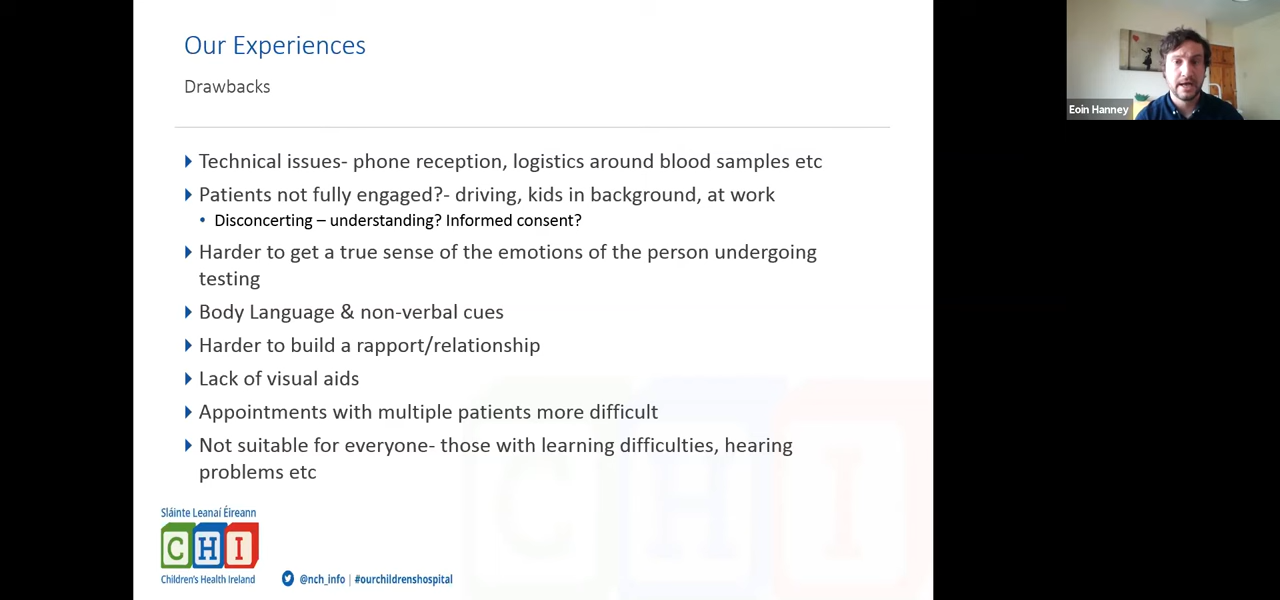 Our Experiences
Drawbacks
Technical issues- phone reception, logistics around blood samples etc
Patients not fully engaged?- driving, kids in background, at work
Disconcerting – understanding? Informed consent?
Harder to get a true sense of the emotions of the person undergoing
testing
Body Language & non-verbal cues
Harder to build a rapport/relationship
Lack of visual aids
Appointments with multiple patients more difficult
Not suitable for everyone- those with learning difficulties, hearing
problems etc
Sláinte Leanaí Éireann
CHI
Children's Health Ireland
@nch_info | #ourchildrenshospital
CHI
Eoin Hanney